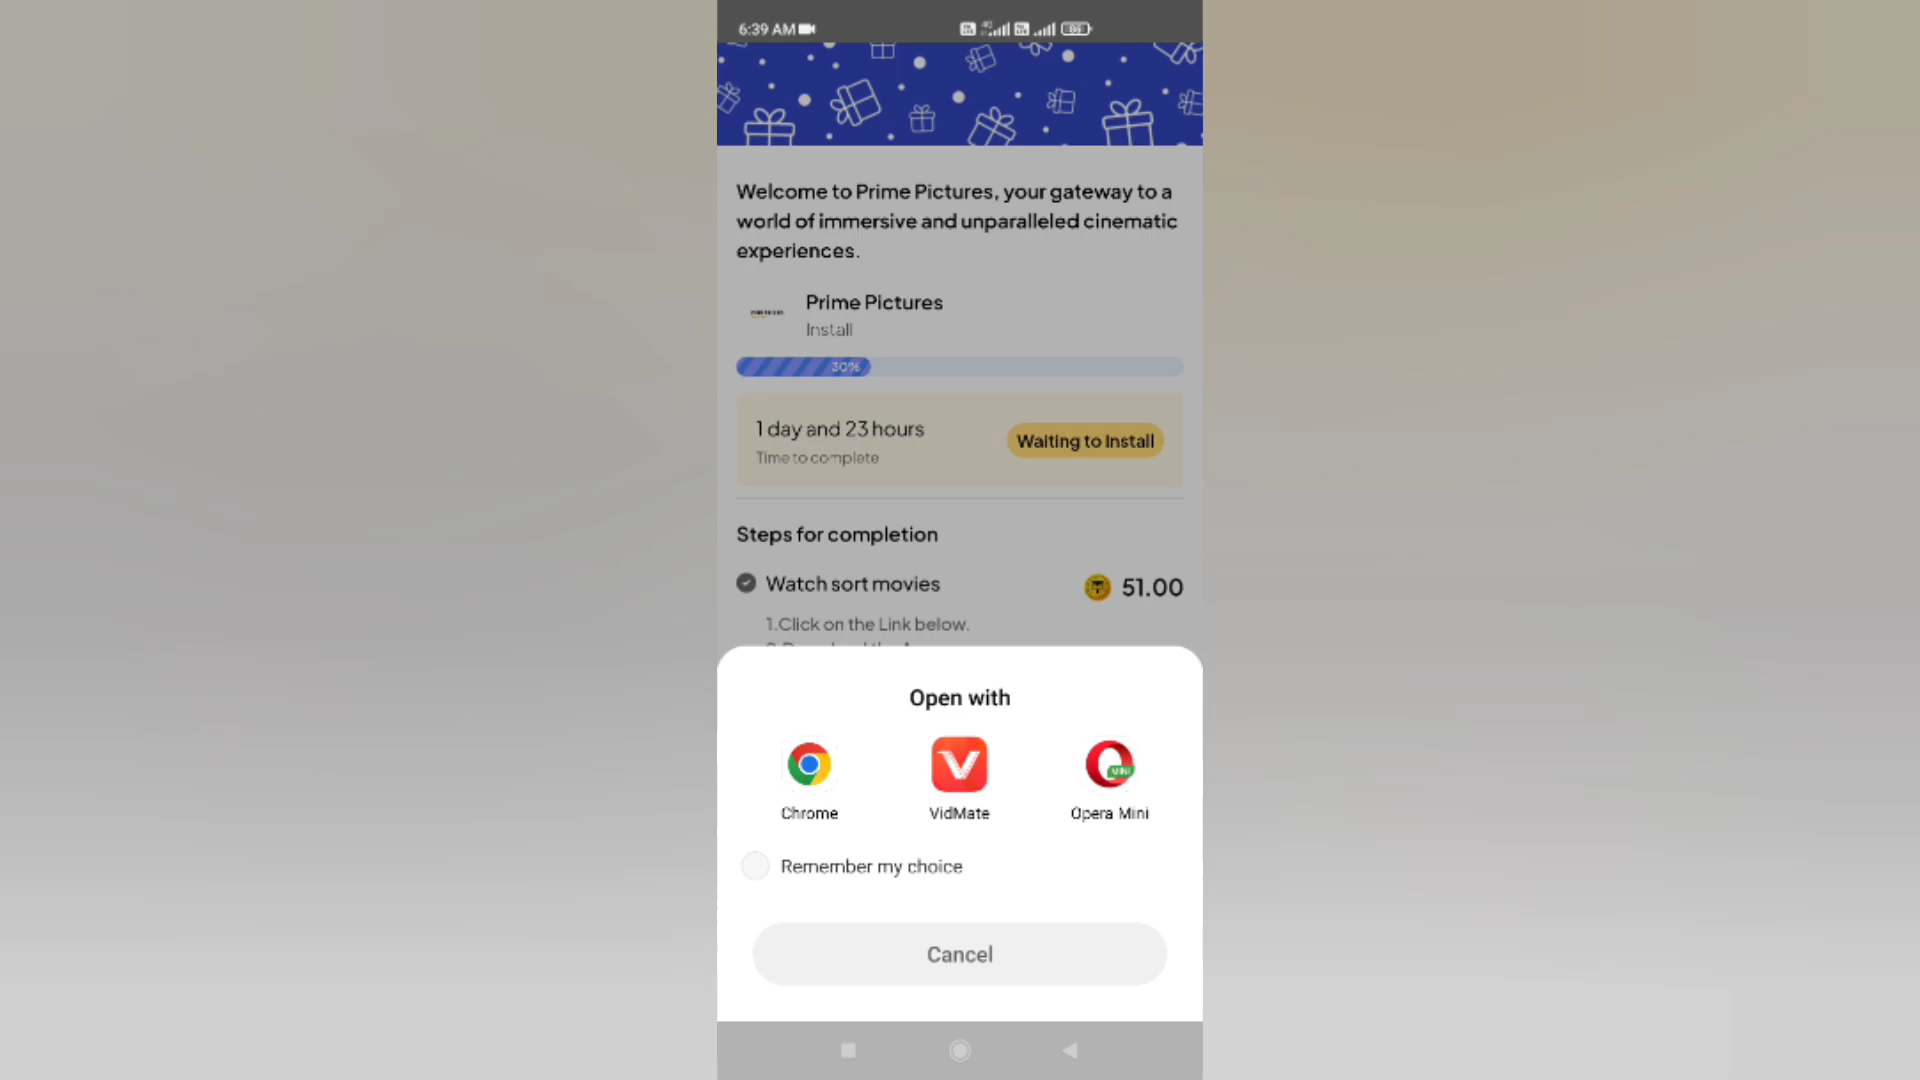 6:39 AM
4G
Welcome to Prime Pictures, your gateway to a
world of immersive and unparalleled cinematic
experiences.
Prime Pictures
Install
30%
1 day and 23 hours
Time to complete
Waiting to Install
Steps for completion
Watch sort movies
51.00
1.Click on the Link below.
Open with
MINI
Chrome
VidMate
Opera Mini
Remember my choice
Cancel